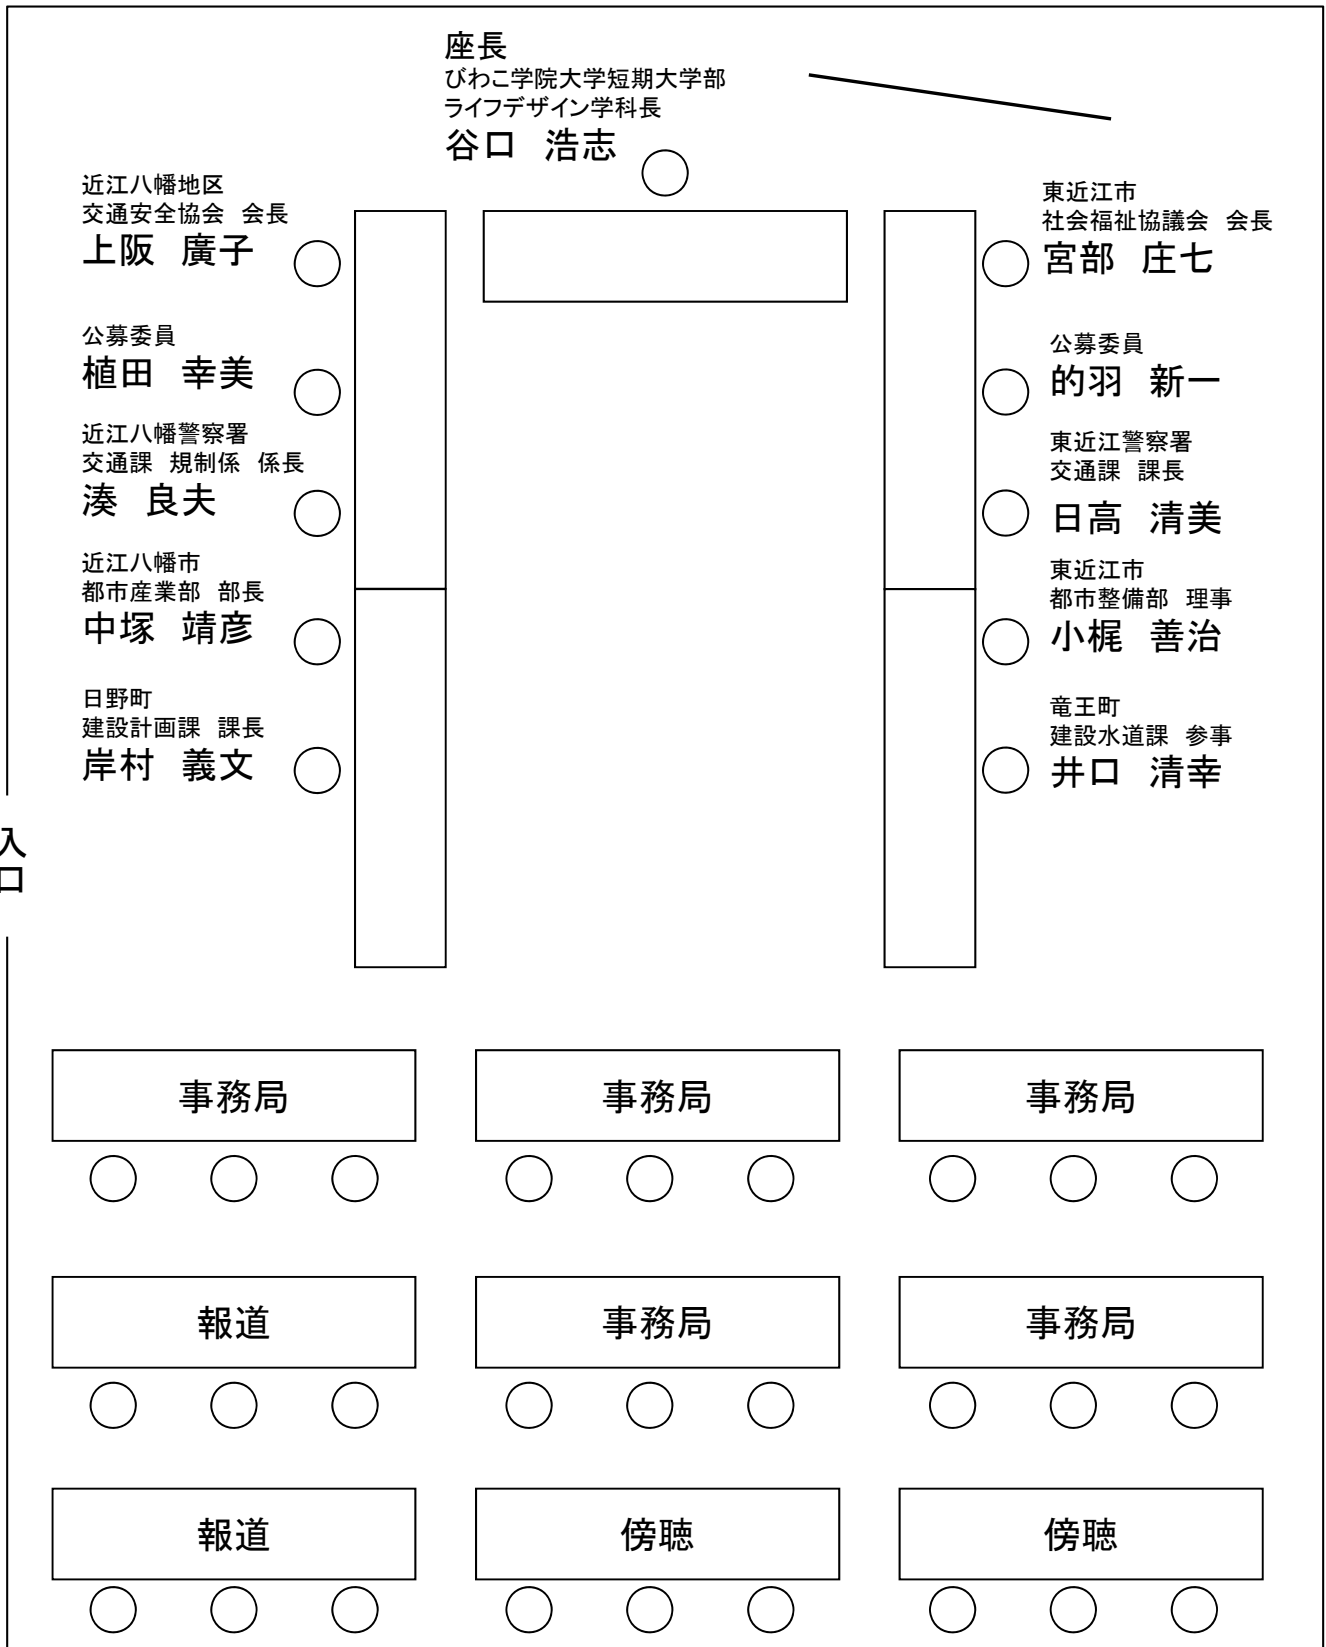 座長
びわこ学院大学短期大学部
ライフデザイン学科長
谷口　浩志
近江八幡地区
交通安全協会　会長
上阪　廣子
公募委員
植田　幸美
近江八幡警察署
交通課　規制係　係長
湊　良夫
近江八幡市
都市産業部　部長
中塚　靖彦
日野町
建設計画課　課長
岸村　義文
東近江市
社会福祉協議会　会長
宮部　庄七
公募委員
的羽　新一
東近江警察署
交通課　課長
日高　清美
東近江市
都市整備部　理事
小梶　善治
竜王町
建設水道課　参事
井口　清幸
入口
事務局
事務局
事務局
報道
事務局
事務局
報道
傍聴
傍聴